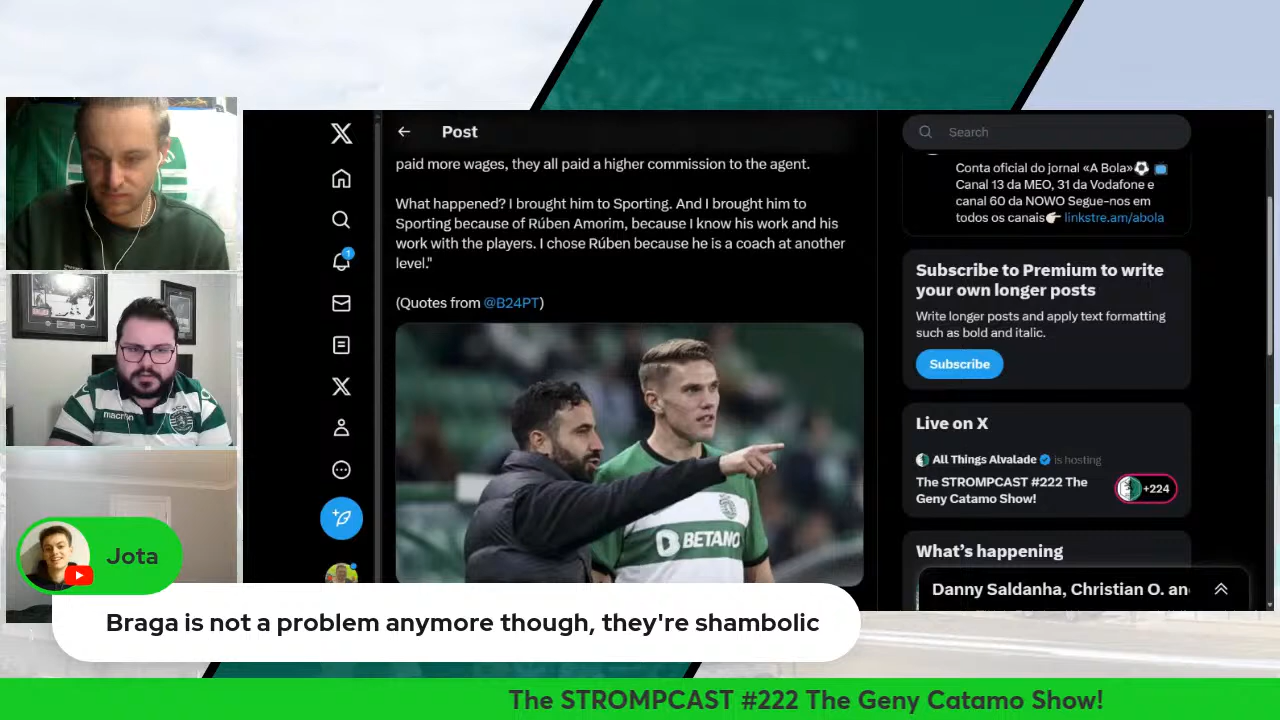 Post
paid more wages, they all paid a higher commission to the agent.
What happened? I brought him to Sporting. And I brought him to
Sporting because of Rúben Amorim, because I know his work and his
work with the players. I chose Rúben because he is a coach at another
level."
(Quotes from @B24PT)
BETANO
1
Search
Conta oficial do jornal «A Bola»⚽📺
Canal 13 da MEO, 31 da Vodafone e
canal 60 da NOWO Segue-nos em
todos os canais👉 linkstre.am/abola
Subscribe to Premium to write
your own longer posts
Write longer posts and apply text formatting
such as bold and italic.
Subscribe
Live on X
All Things Alvalade is hosting
The STROMPCAST #222 The
Geny Catamo Show!
+224
What's happening
Danny Saldanha, Christian O. an
macron
Jota
Braga is not a problem anymore though, they're shambolic
The STROMPCAST #222 The Geny Catamo Show!